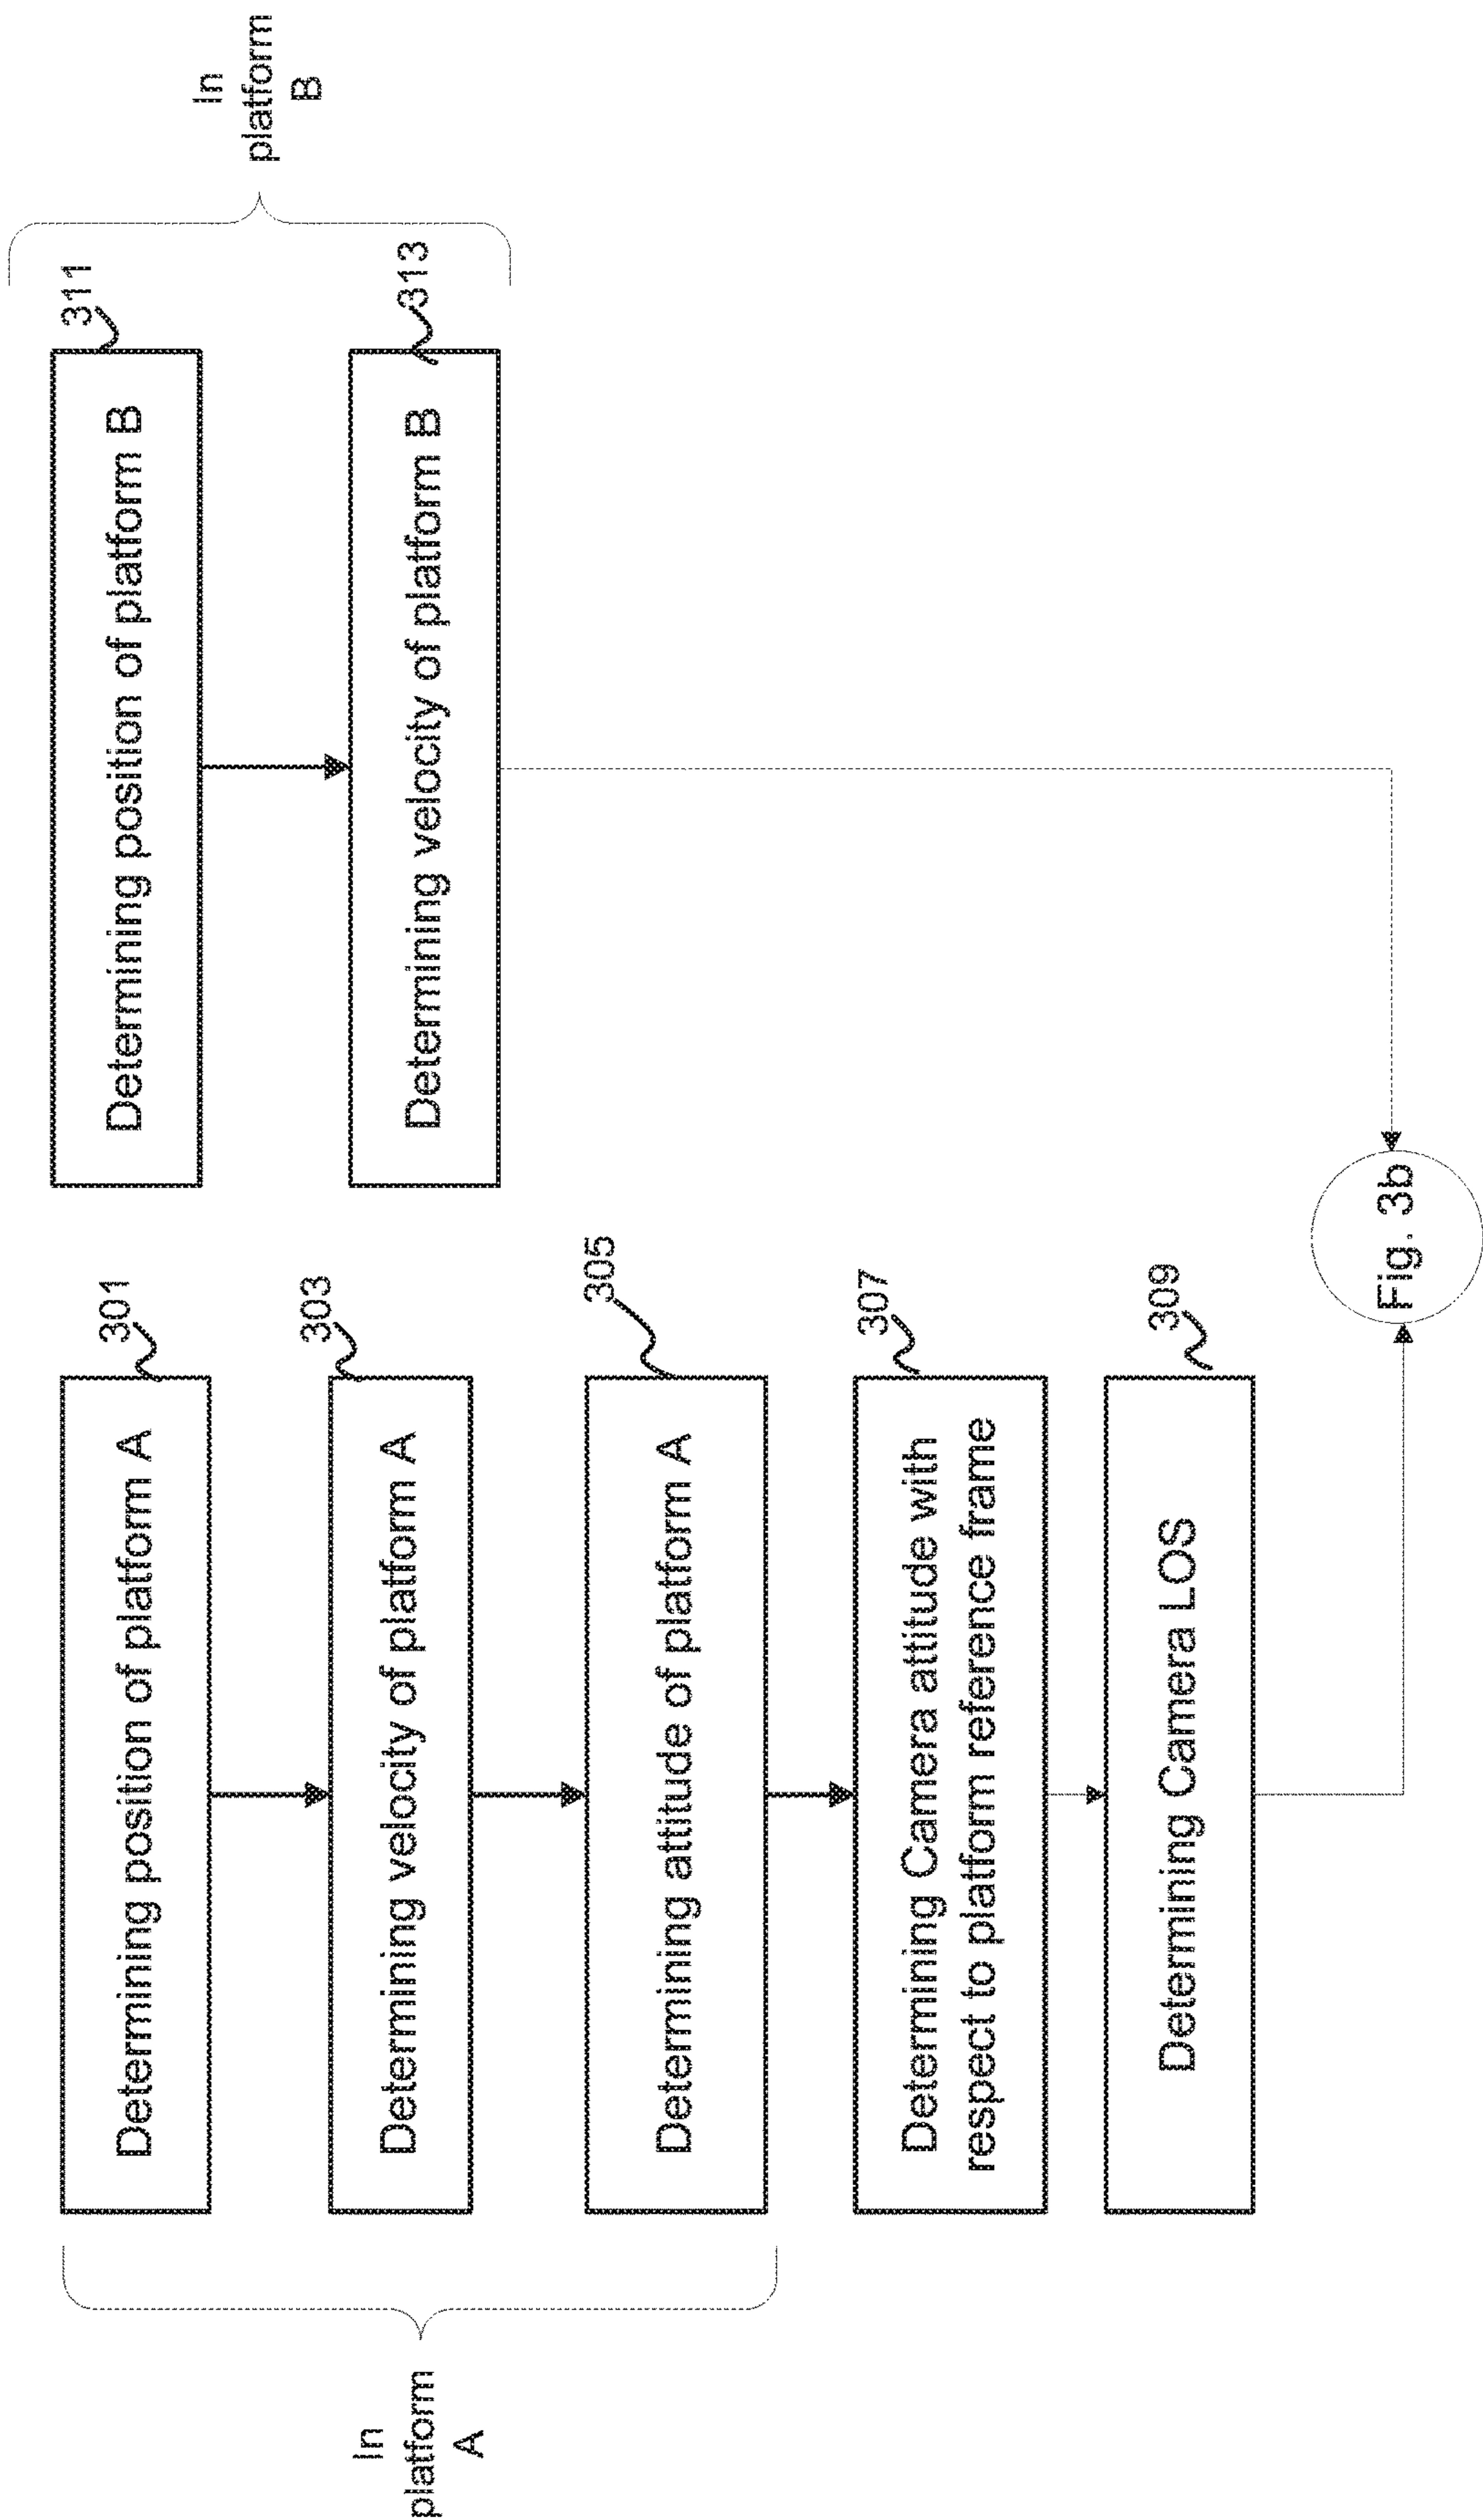 In
platform
A
Determining position of platform A
301
Determining velocity of platform A
303
Determining attitude of platform A
305
Determining Camera attitude with
respect to platform reference frame
307
Determining Camera LOS
309
Determining position of platform B
311
Determining velocity of platform B
313
In
platform
B
Fig. 3b